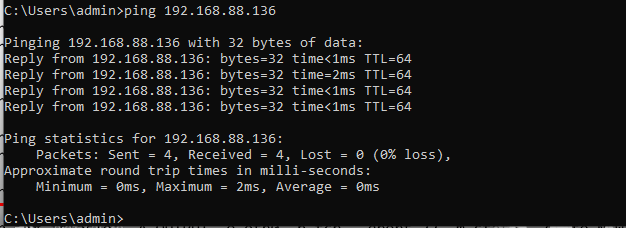 C:\Users\admin>ping 192.168.88.136
Pinging 192.168.88.136 with 32 bytes of data:
Reply from 192.168.88.136: bytes=32 time<1ms TTL=64
Reply from 192.168.88.136: bytes=32 time=2ms TTL=64
Reply from 192.168.88.136: bytes=32 time<1ms TTL=64
Reply from 192.168.88.136: bytes=32 time<1ms TTL=64
Ping statistics for 192.168.88.136:
    Packets: Sent = 4, Received = 4, Lost = 0 (0% loss),
Approximate round trip times in milli-seconds:
    Minimum = 0ms, Maximum = 2ms, Average = 0ms
C:\Users\admin>